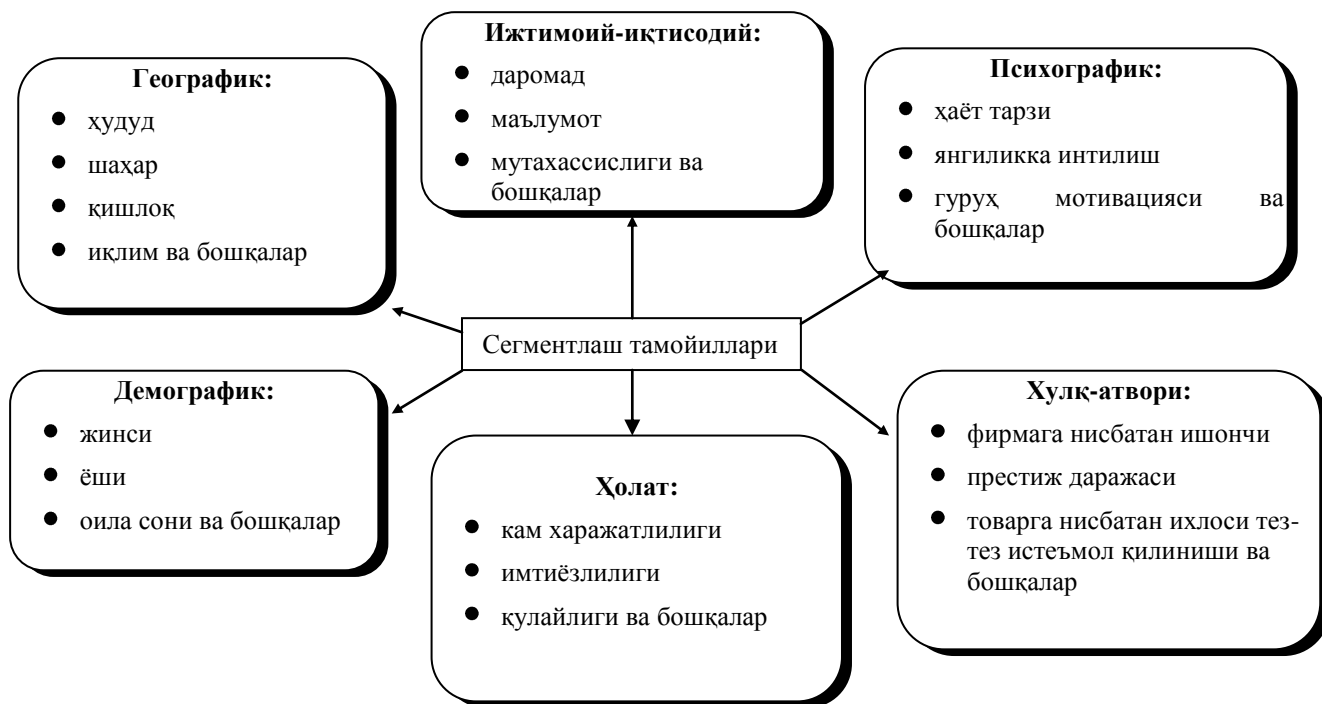 Ижтимоий-иқтисодий:
даромад
маълумот
мутахассислиги ва
бошқалар
Географик:
ҳудуд
шаҳар
қишлоқ
иқлим ва бошқалар
Психографик:
ҳаёт тарзи
янгиликка интилиш
гуруҳ мотивацияси ва
бошқалар
Сегментлаш тамойиллари
Демографик:
жинси
ёши
оила сони ва бошқалар
Ҳолат:
кам харажатлилиги
имтиёзлилиги
қулайлиги ва бошқалар
Хулқ-атвори:
фирмага нисбатан ишончи
престиж даражаси
товарга нисбатан ихлоси тез-
тез истеъмол қилиниши ва
бошқалар